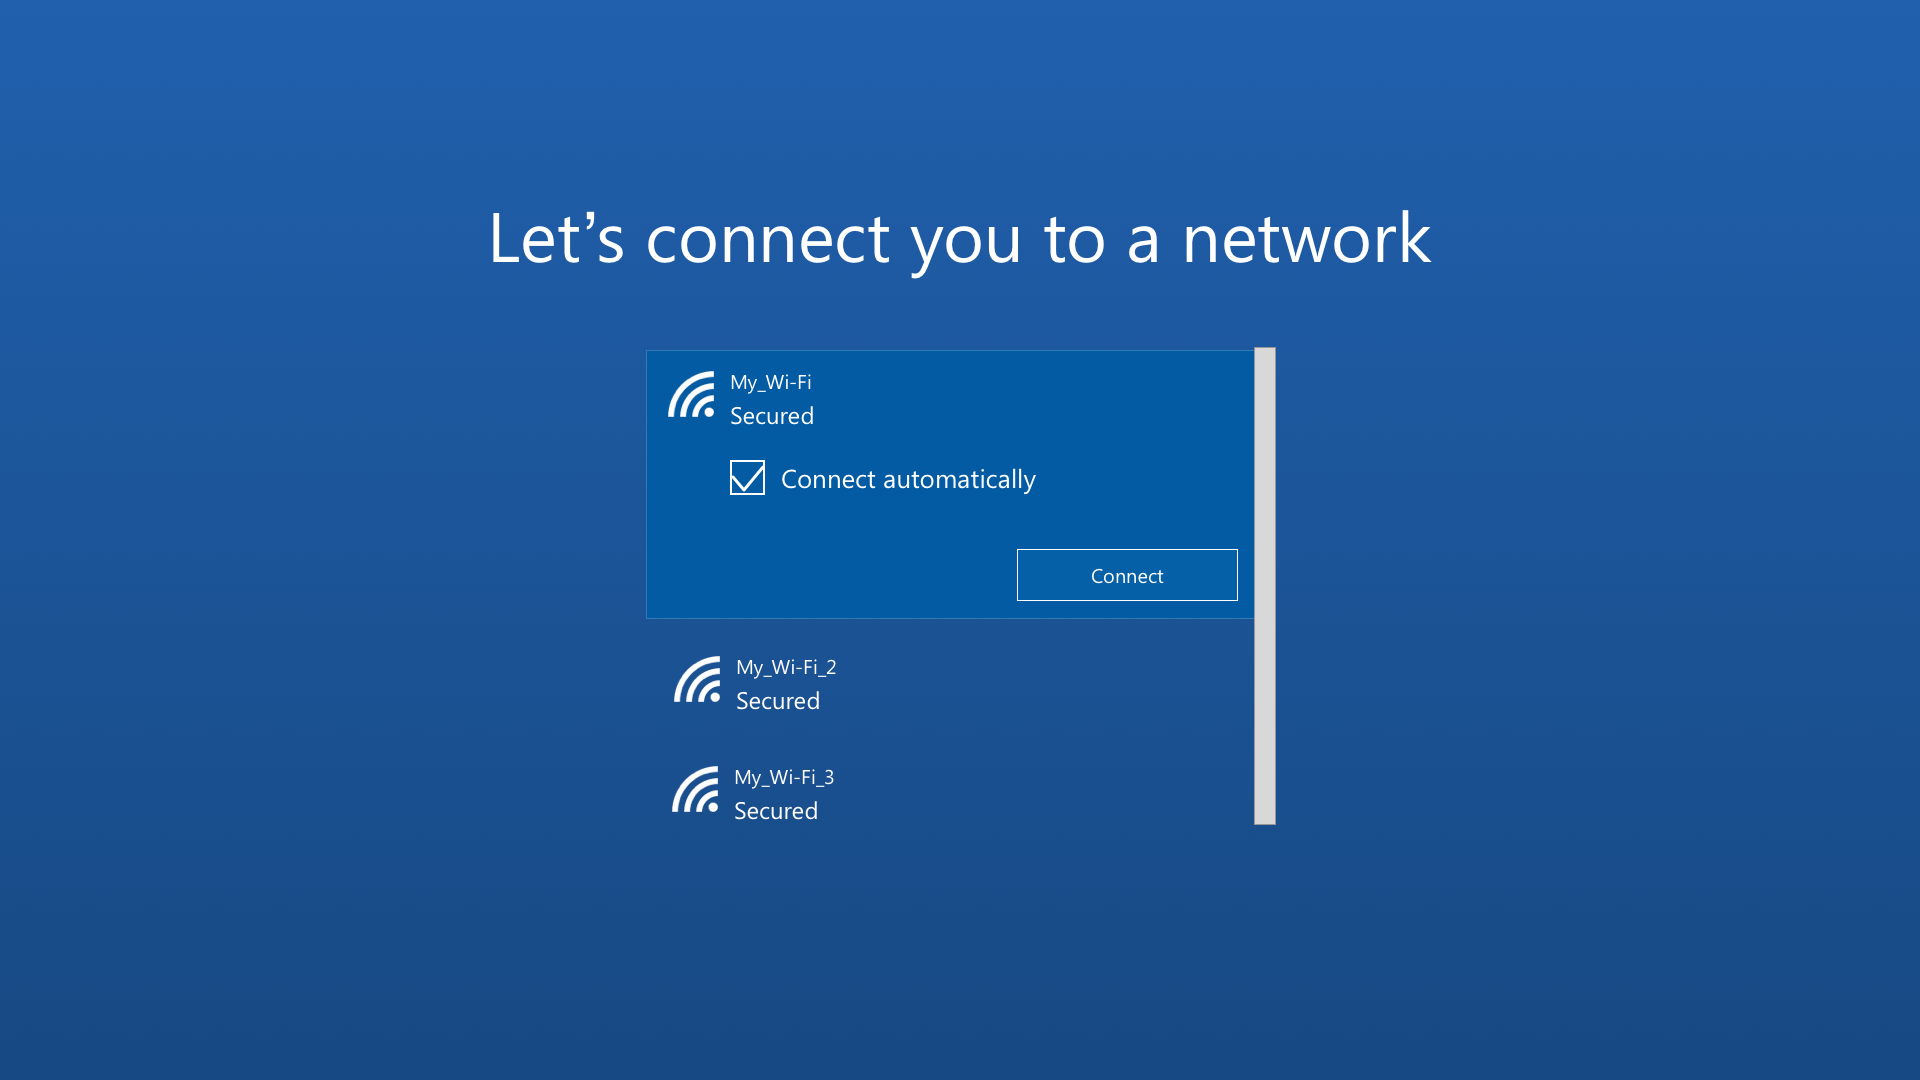 Let’s connect you to a network
My_Wi-Fi
Secured
Connect automatically
Connect
My_Wi-Fi_2
Secured
My_Wi-Fi_3
Secured